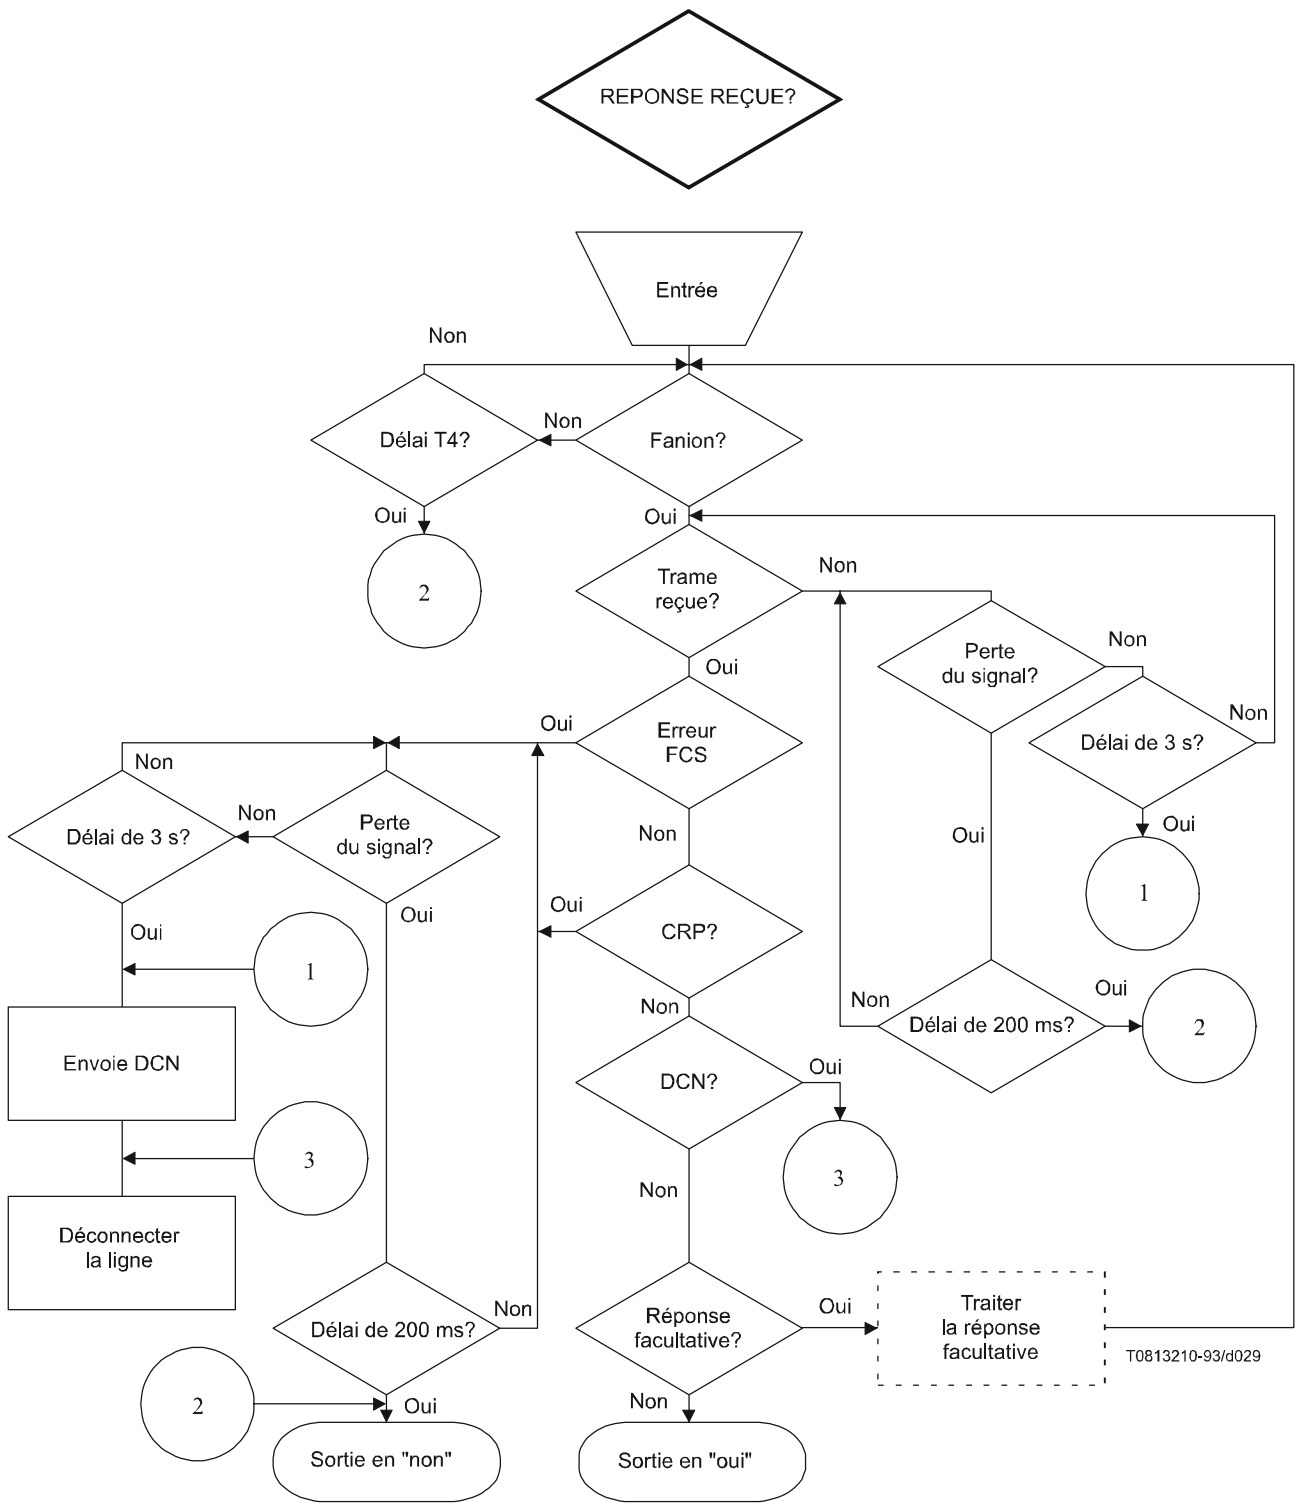 REPONSE REÇUE?
Entrée
Non
Délai T4?
Non
Fanion?
Oui
2
Oui
Trame
reçue?
Non
Perte
du signal?
Non
Oui
Oui
Erreur
FCS
Délai de 3 s?
Non
Non
Délai de 3 s?
Non
Perte
du signal?
Non
Oui
Oui
1
Oui
Oui
1
Oui
CRP?
Non
Non
Délai de 200 ms?
Oui
2
Envoie DCN
DCN?
Oui
3
3
Non
Déconnecter
la ligne
Délai de 200 ms?
Non
Réponse
facultative?
Oui
Traiter
la réponse
facultative
T0813210-93/d029
2
Oui
Non
Sortie en "non"
Sortie en "oui"